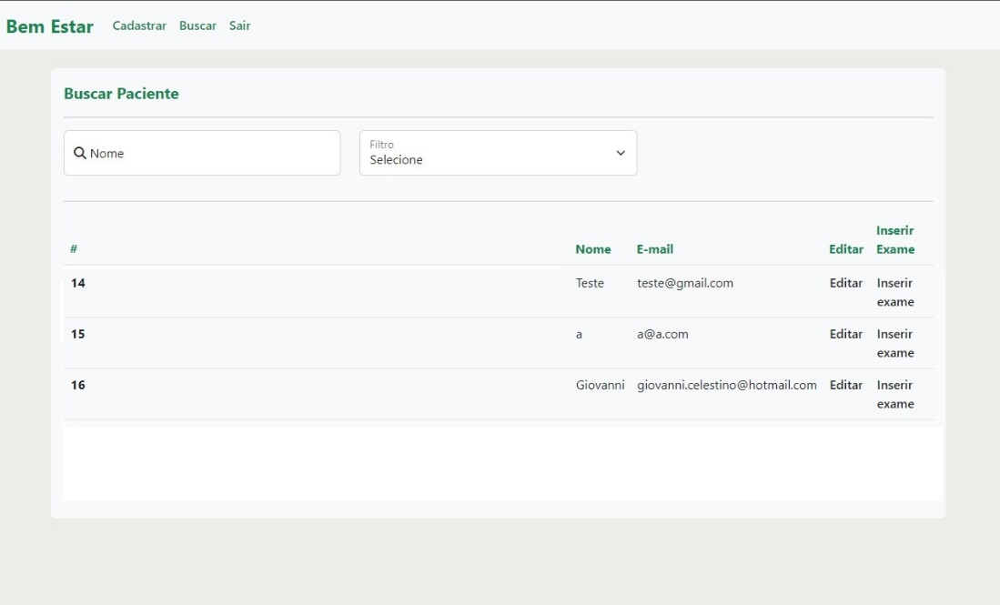 Bem Estar Cadastrar Buscar Sair
Buscar Paciente
Nome
Filtro
Selecione
# Nome E-mail Editar Inserir Exame
14 Teste teste@gmail.com Editar Inserir exame
15 a a@a.com Editar Inserir exame
16 Giovanni giovanni.celestino@hotmail.com Editar Inserir exame